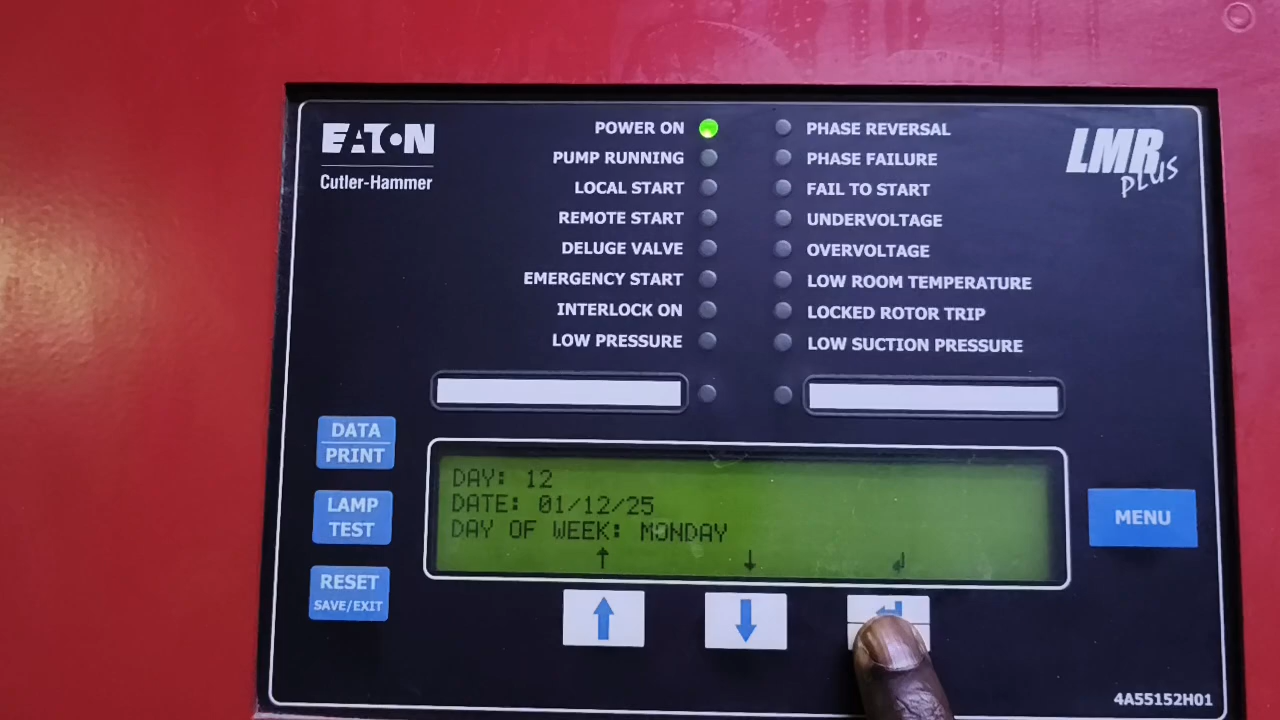 EATON
Cutler-Hammer
LMR
PLUS
POWER ON
PUMP RUNNING
LOCAL START
REMOTE START
DELUGE VALVE
EMERGENCY START
INTERLOCK ON
LOW PRESSURE
PHASE REVERSAL
PHASE FAILURE
FAIL TO START
UNDERVOLTAGE
OVERVOLTAGE
LOW ROOM TEMPERATURE
LOCKED ROTOR TRIP
LOW SUCTION PRESSURE
DATA
PRINT
LAMP
TEST
RESET
SAVE/EXIT
DAY: 12
DATE: 01/12/25
DAY OF WEEK: MONDAY
↑ ↓ ↲
MENU
↑ ↓ ↲
4A55152H01